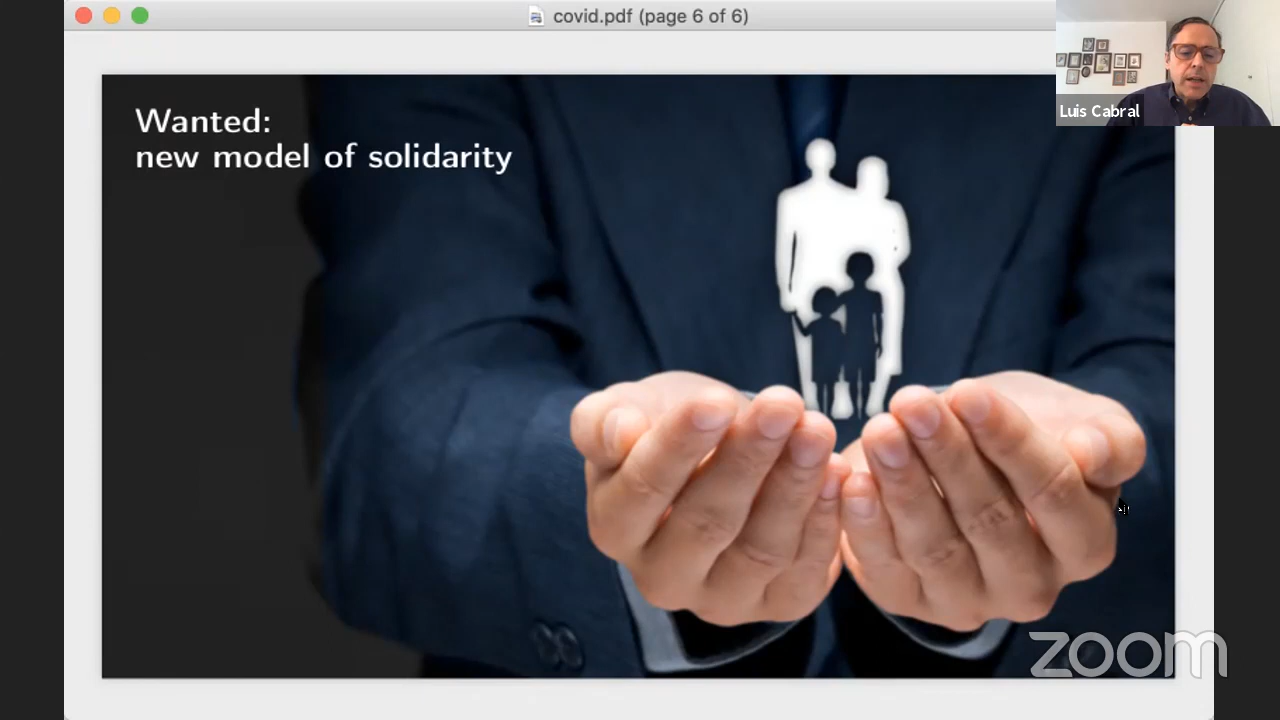 covid.pdf (page 6 of 6)
Luis Cabral
Wanted:
new model of solidarity
zoom